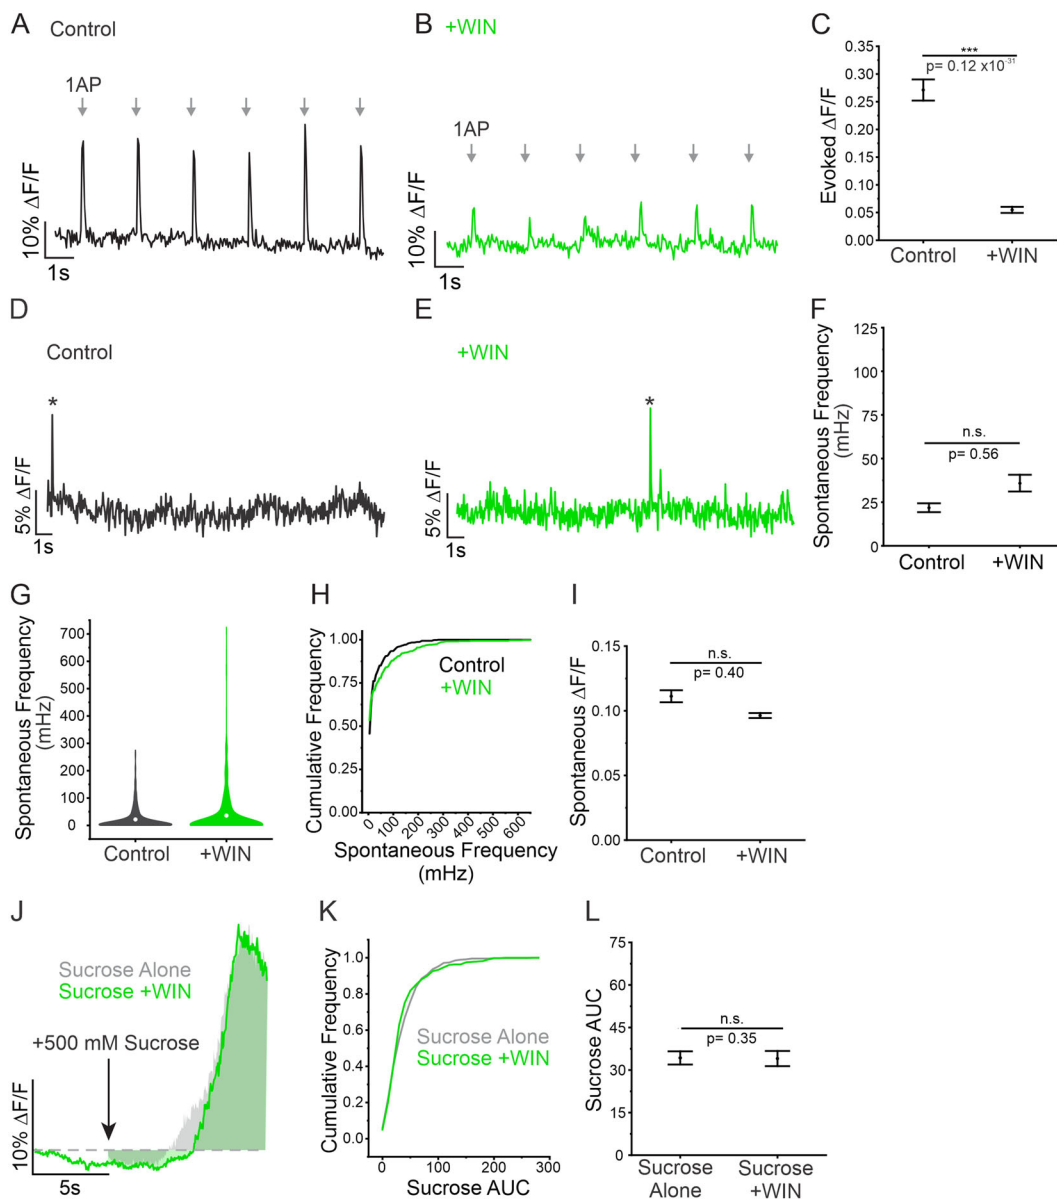 A
Control
1AP
10% ΔF/F
1s
B
+WIN
1AP
10% ΔF/F
1s
C
0.35
0.30
0.25
0.20
0.15
0.10
0.05
0.00
Evoked ΔF/F
***
p= 0.12 x10⁻³¹
Control
+WIN
D
Control
*
5% ΔF/F
1s
E
+WIN
*
5% ΔF/F
1s
F
Spontaneous Frequency
(mHz)
125
100
75
50
25
0
n.s.
p= 0.56
Control
+WIN
G
Spontaneous Frequency
(mHz)
700
600
500
400
300
200
100
0
Control
+WIN
H
Cumulative Frequency
1.00
0.75
0.50
0.25
0.00
Control
+WIN
0
100
200
300
400
500
600
Spontaneous Frequency
(mHz)
I
Spontaneous ΔF/F
0.15
0.10
0.05
0.00
n.s.
p= 0.40
Control
+WIN
J
Sucrose Alone
Sucrose +WIN
+500 mM Sucrose
10% ΔF/F
5s
K
Cumulative Frequency
1.0
0.8
0.6
0.4
0.2
0.0
Sucrose Alone
Sucrose +WIN
0
100
200
300
Sucrose AUC
L
Sucrose AUC
75
60
45
30
15
0
n.s.
p= 0.35
Sucrose
Alone
Sucrose
+WIN